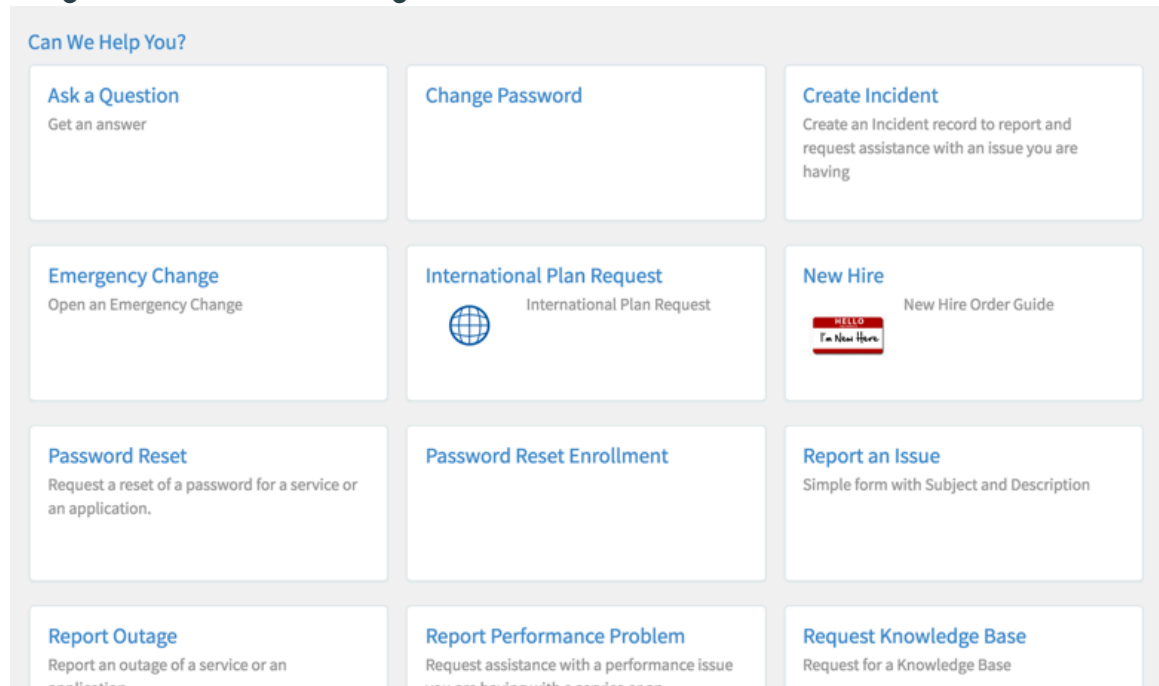 Can We Help You?
Ask a Question
Get an answer
Change Password
Create Incident
Create an Incident record to report and
request assistance with an issue you are
having
Emergency Change
Open an Emergency Change
International Plan Request
International Plan Request
New Hire
New Hire Order Guide
HELLO
I'm New Here
Password Reset
Request a reset of a password for a service or
an application.
Password Reset Enrollment
Report an Issue
Simple form with Subject and Description
Report Outage
Report an outage of a service or an
Report Performance Problem
Request assistance with a performance issue
you are having with a service
Request Knowledge Base
Request for a Knowledge Base